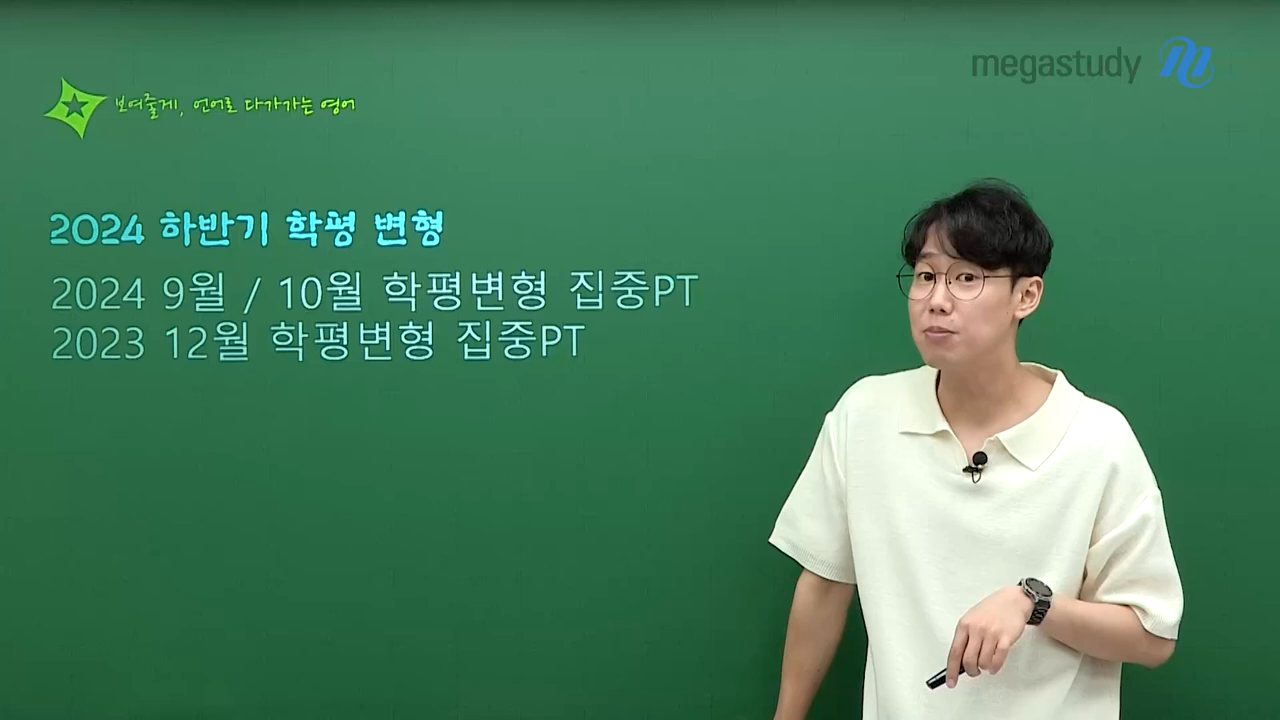 megastudy
보여줄게, 언어로 다가가는 영어
2024 하반기 학평 변형
2024 9월 / 10월 학평변형 집중PT
2023 12월 학평변형 집중PT